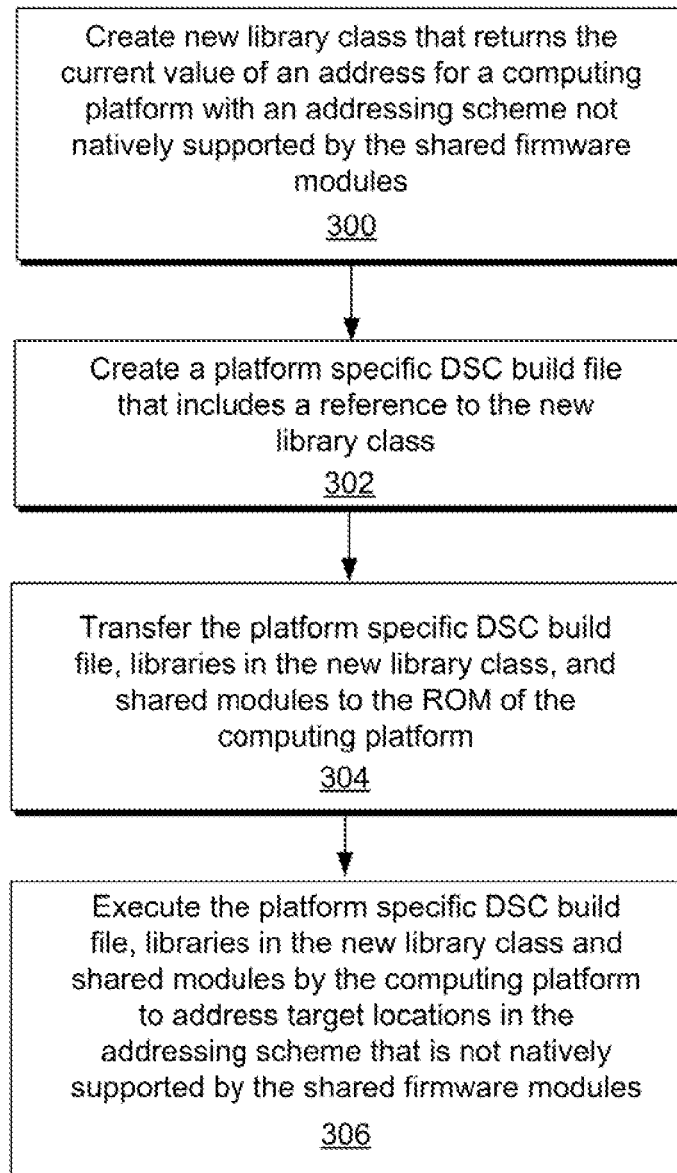 Create new library class that returns the
current value of an address for a computing
platform with an addressing scheme not
natively supported by the shared firmware
modules
300
Create a platform specific DSC build file
that includes a reference to the new
library class
302
Transfer the platform specific DSC build
file, libraries in the new library class, and
shared modules to the ROM of the
computing platform
304
Execute the platform specific DSC build
file, libraries in the new library class and
shared modules by the computing platform
to address target locations in the
addressing scheme that is not natively
supported by the shared firmware modules
306